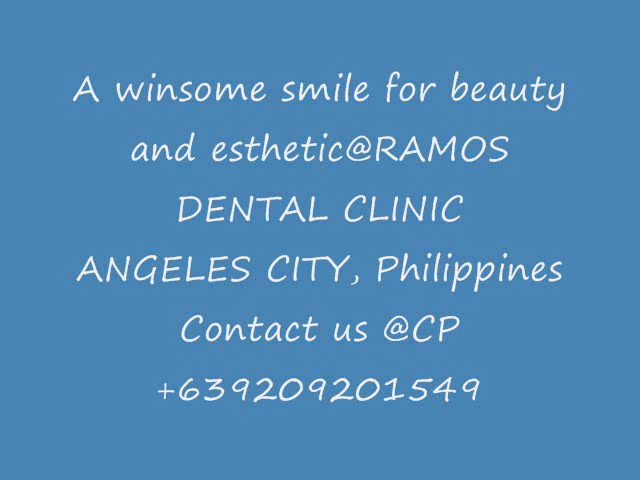 A winsome smile for beauty
and esthetic@RAMOS
DENTAL CLINIC
ANGELES CITY, Philippines
Contact us @CP
+639209201549